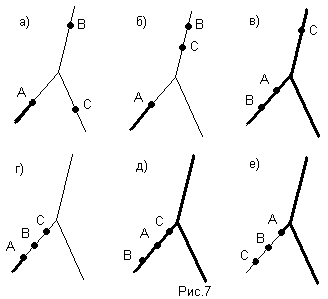 а) B б) B в) C
C
A C A A
B
г) д) е)
C A C A
B B B
A C
Рис.7